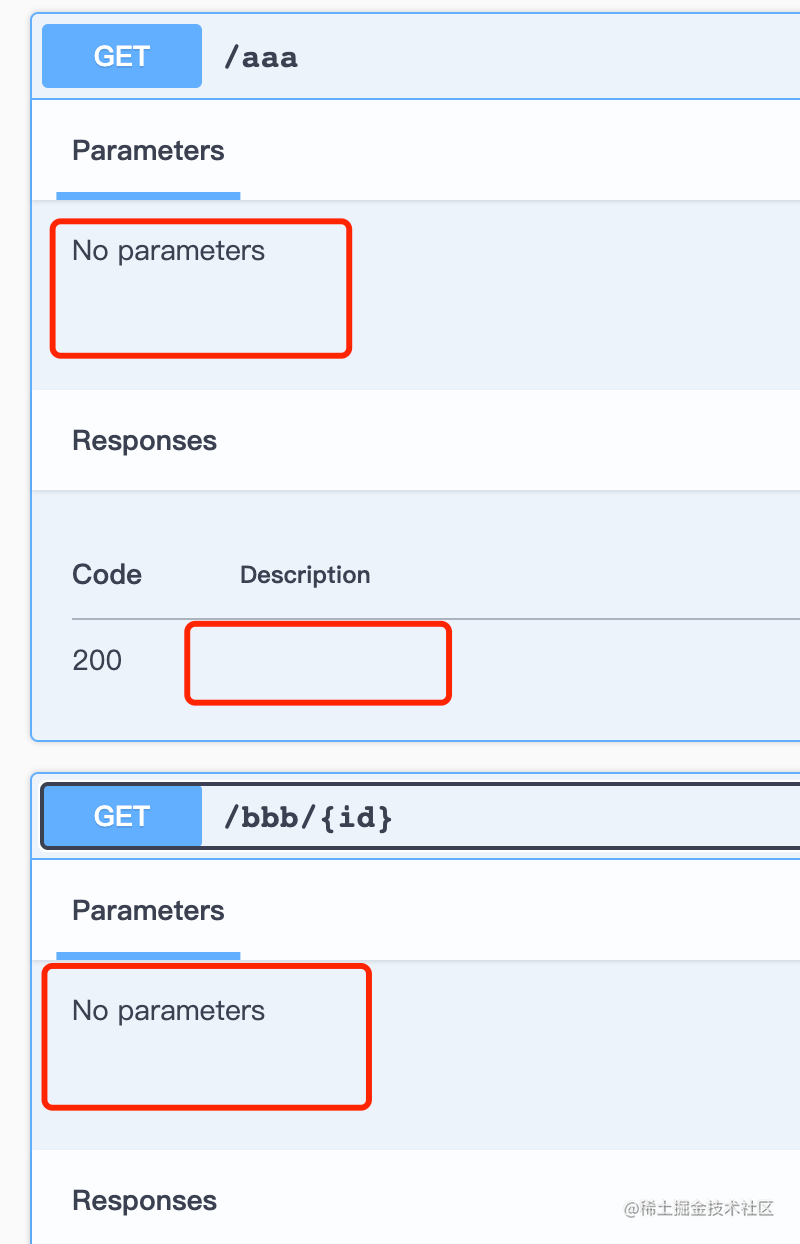 GET /aaa
Parameters
No parameters
Responses
Code Description
200
GET /bbb/{id}
Parameters
No parameters
Responses
@稀土掘金技术社区